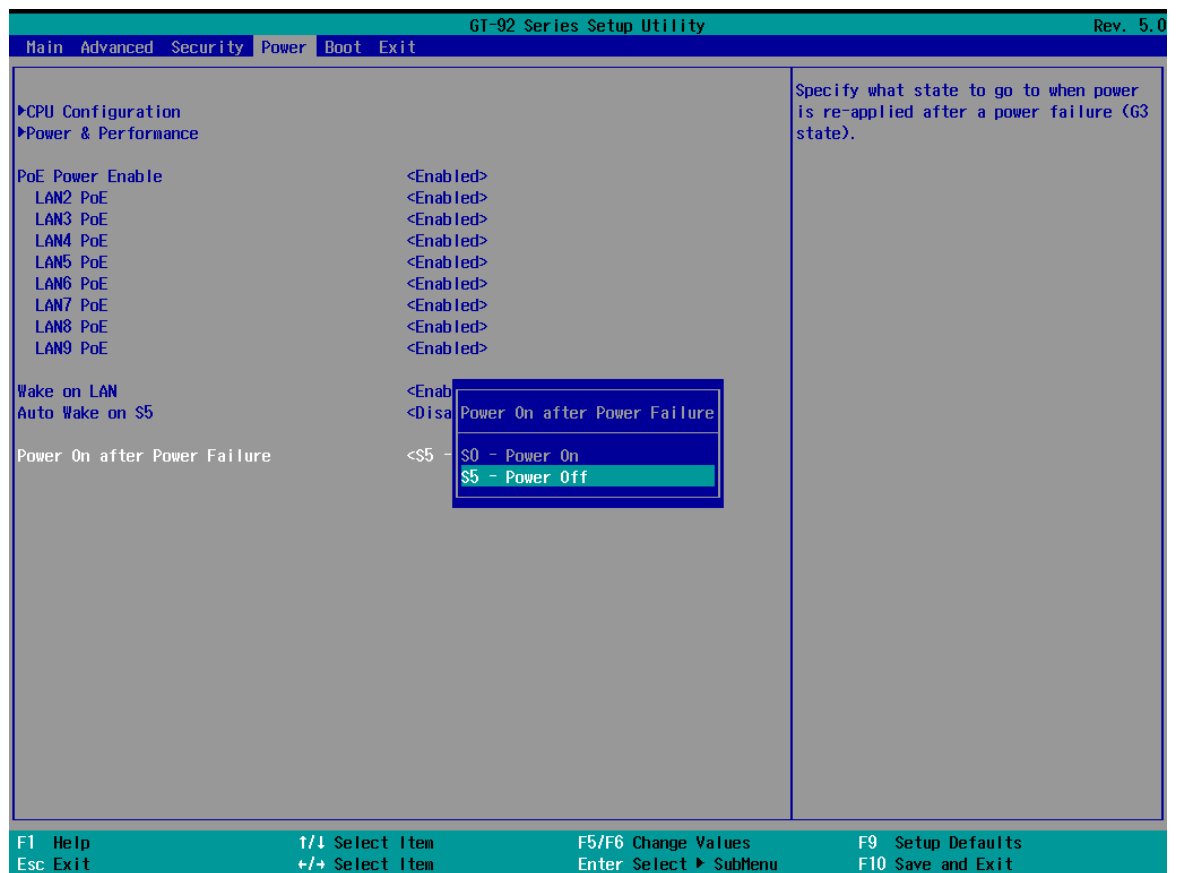 GT-92 Series Setup Utility Rev. 5.0
Main Advanced Security Power Boot Exit
Specify what state to go to when power
is re-applied after a power failure (G3
state).
▶CPU Configuration
▶Power & Performance
PoE Power Enable <Enabled>
LAN2 PoE <Enabled>
LAN3 PoE <Enabled>
LAN4 PoE <Enabled>
LAN5 PoE <Enabled>
LAN6 PoE <Enabled>
LAN7 PoE <Enabled>
LAN8 PoE <Enabled>
LAN9 PoE <Enabled>
Wake on LAN <Enab
Auto Wake on S5 <Disa
Power On after Power Failure <S5 -
Power On after Power Failure
S0 - Power On
S5 - Power Off
F1 Help ↑/↓ Select Item F5/F6 Change Values F9 Setup Defaults
Esc Exit ←/→ Select Item Enter Select ▶ SubMenu F10 Save and Exit